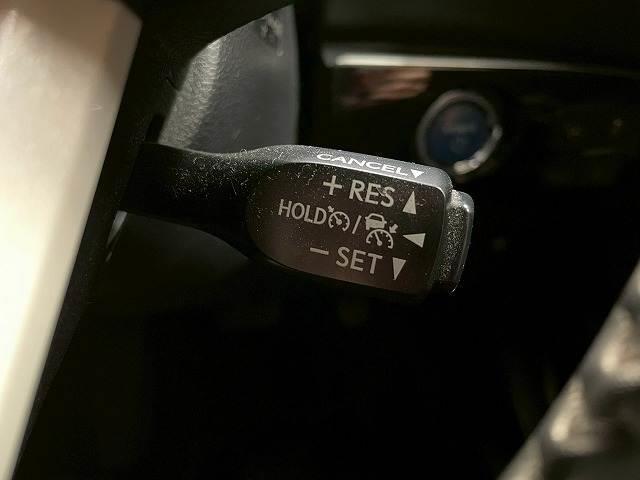 CANCEL▼
+ RES ▲
HOLD / ◀
− SET ▼